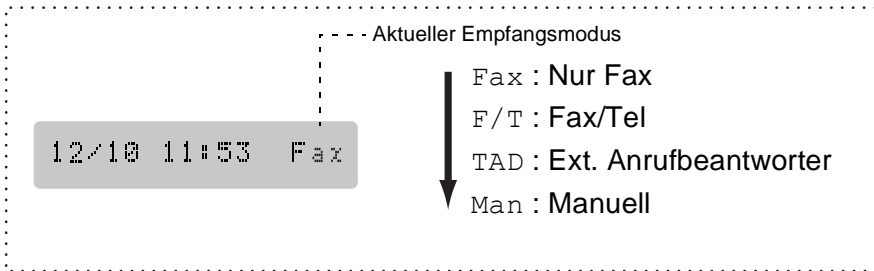 Aktueller Empfangsmodus
Fax : Nur Fax
F/T : Fax/Tel
12/10 11:53 Fax
TAD : Ext. Anrufbeantworter
Man : Manuell